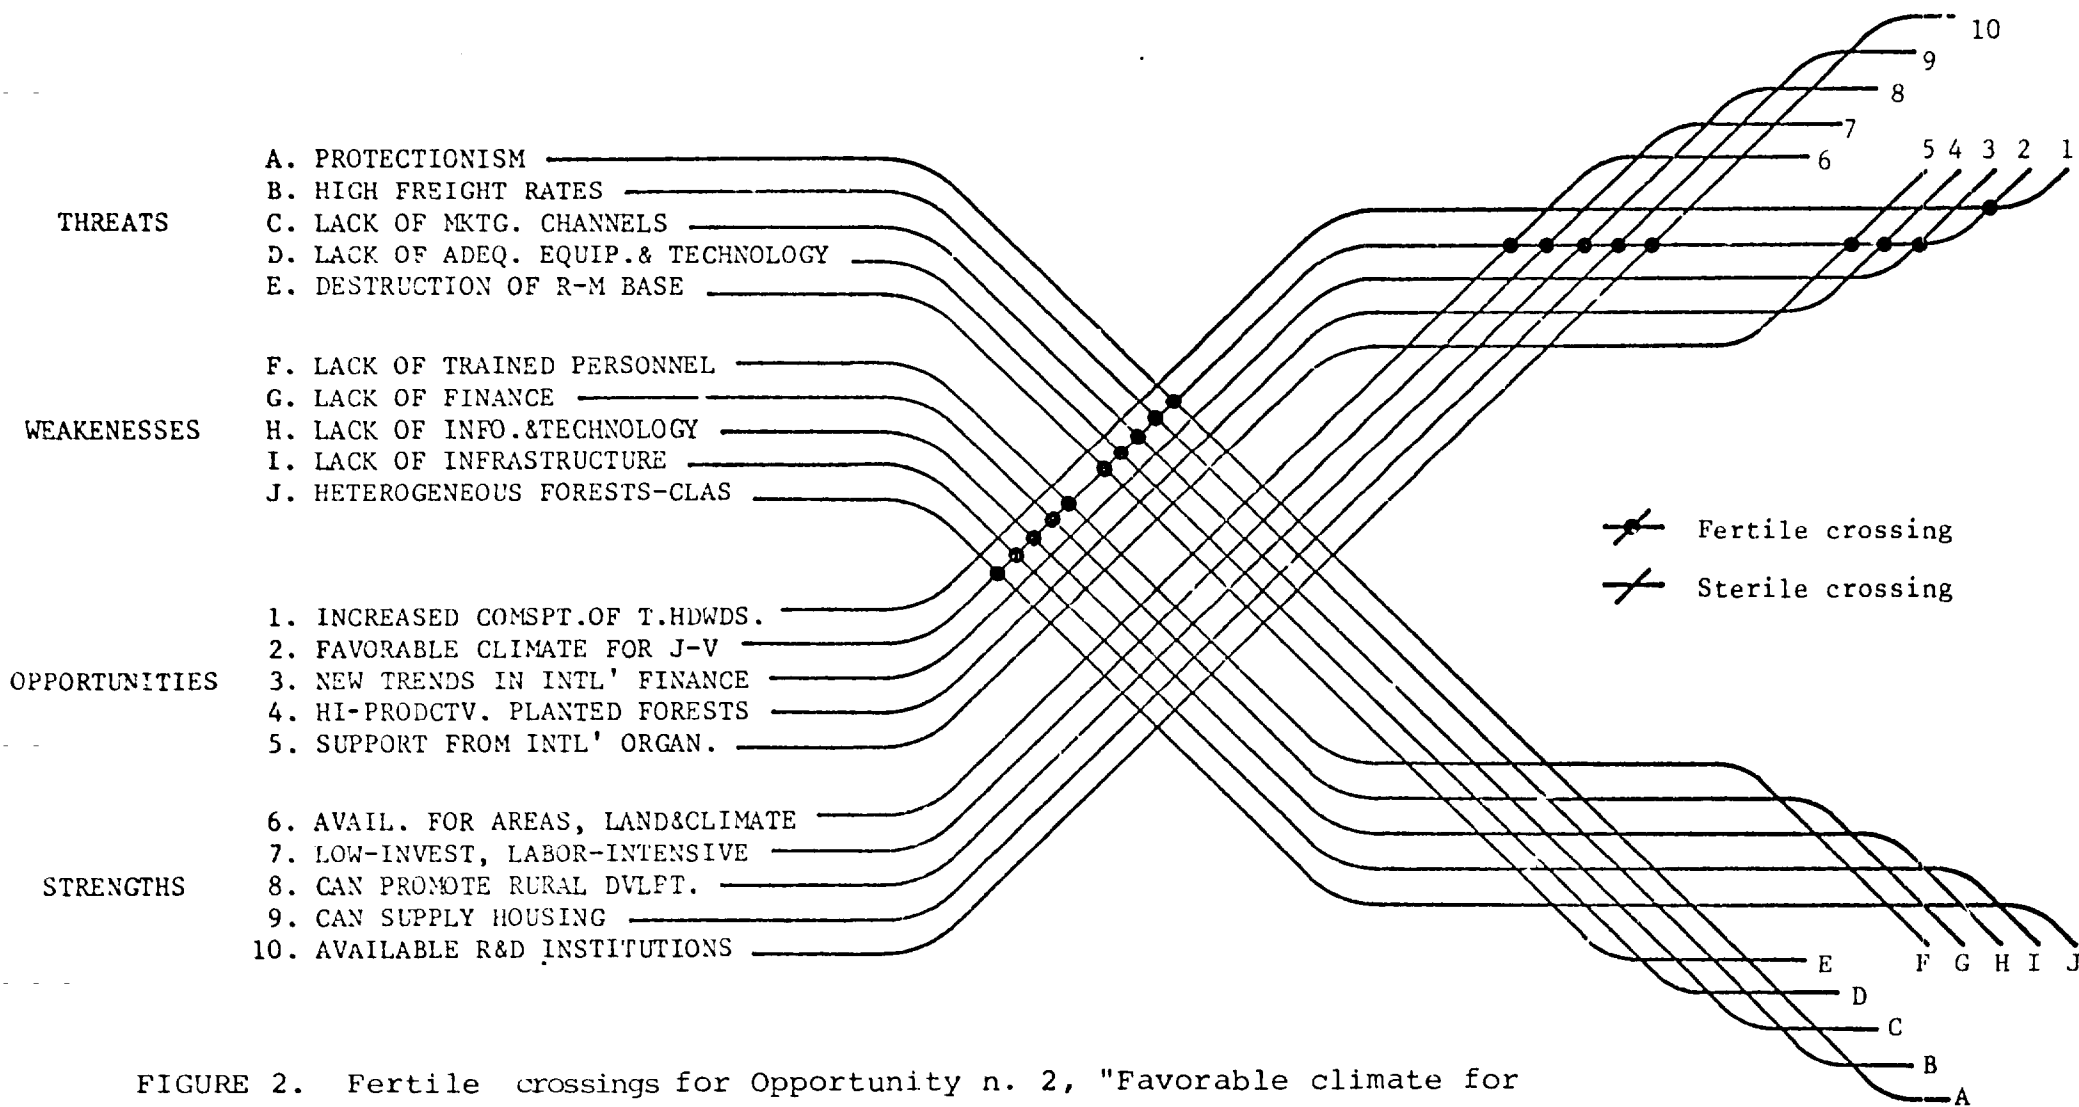 10
9
8
7
6
5 4 3 2 1
THREATS
A. PROTECTIONISM
B. HIGH FREIGHT RATES
C. LACK OF MKTG. CHANNELS
D. LACK OF ADEQ. EQUIP.& TECHNOLOGY
E. DESTRUCTION OF R-M BASE
WEAKENESSES
F. LACK OF TRAINED PERSONNEL
G. LACK OF FINANCE
H. LACK OF INFO.&TECHNOLOGY
I. LACK OF INFRASTRUCTURE
J. HETEROGENEOUS FORESTS-CLAS
Fertile crossing
Sterile crossing
OPPORTUNITIES
1. INCREASED COMSPT.OF T.HDWDS.
2. FAVORABLE CLIMATE FOR J-V
3. NEW TRENDS IN INTL' FINANCE
4. HI-PRODCTV. PLANTED FORESTS
5. SUPPORT FROM INTL' ORGAN.
STRENGTHS
6. AVAIL. FOR AREAS, LAND&CLIMATE
7. LOW-INVEST, LABOR-INTENSIVE
8. CAN PROMOTE RURAL DVLPT.
9. CAN SUPPLY HOUSING
10. AVAILABLE R&D INSTITUTIONS
E F G H I J
D
C
B
A
FIGURE 2. Fertile crossings for Opportunity n. 2, "Favorable climate for